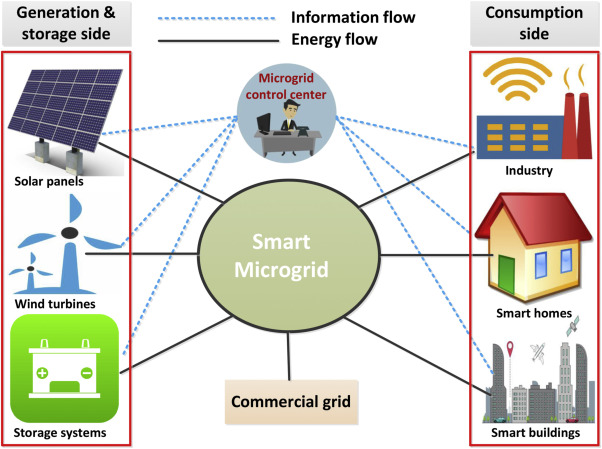 Generation &
storage side
Information flow
Energy flow
Consumption
side
Microgrid
control center
Solar panels
Industry
Smart
Microgrid
Wind turbines
Smart homes
Commercial grid
Storage systems
Smart buildings